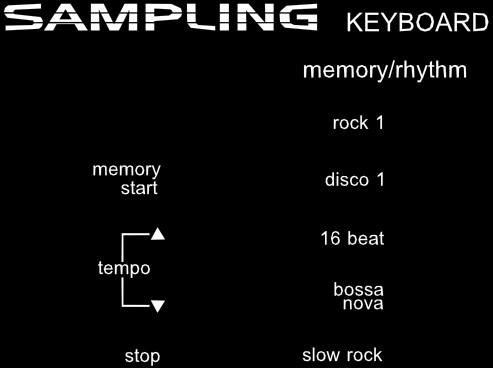 SAMPLING KEYBOARD
memory/rhythm
rock 1
memory
start
disco 1
▲
16 beat
tempo
▼
bossa
nova
stop
slow rock